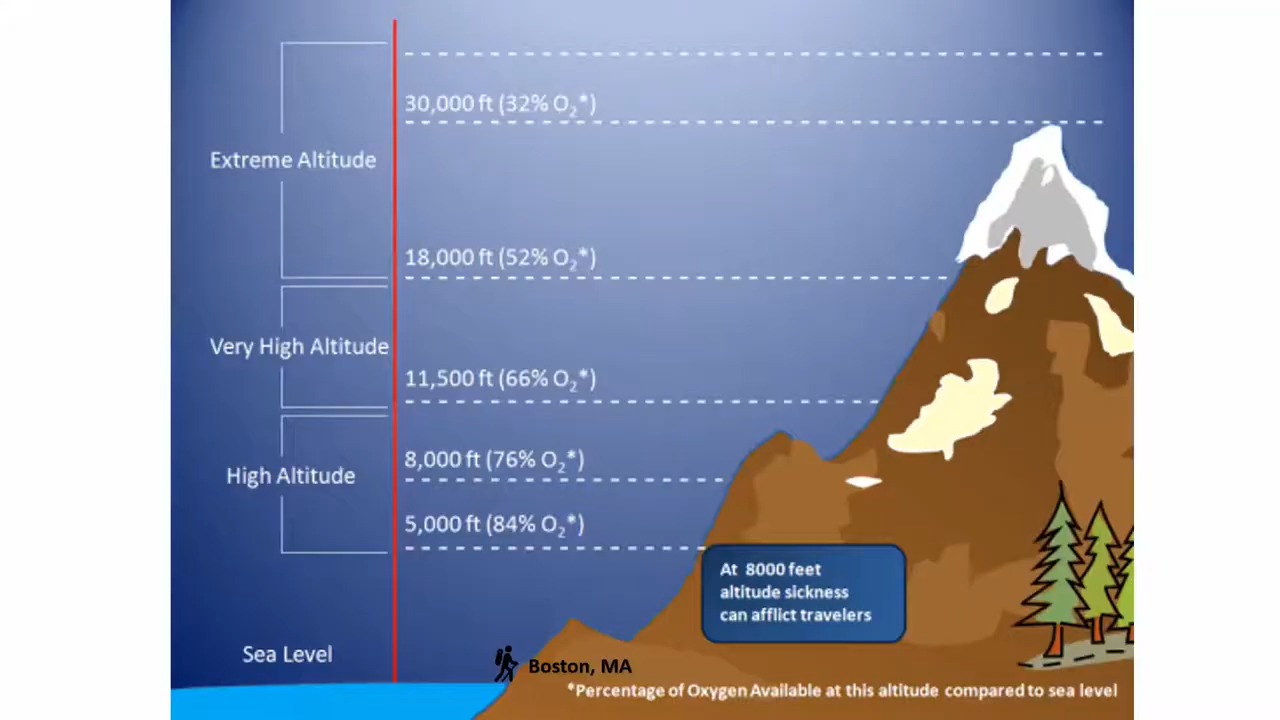 30,000 ft (32% O₂*)
Extreme Altitude
18,000 ft (52% O₂*)
Very High Altitude
11,500 ft (66% O₂*)
8,000 ft (76% O₂*)
High Altitude
5,000 ft (84% O₂*)
At 8000 feet
altitude sickness
can afflict travelers
Sea Level
Boston, MA
*Percentage of Oxygen Available at this altitude compared to sea level